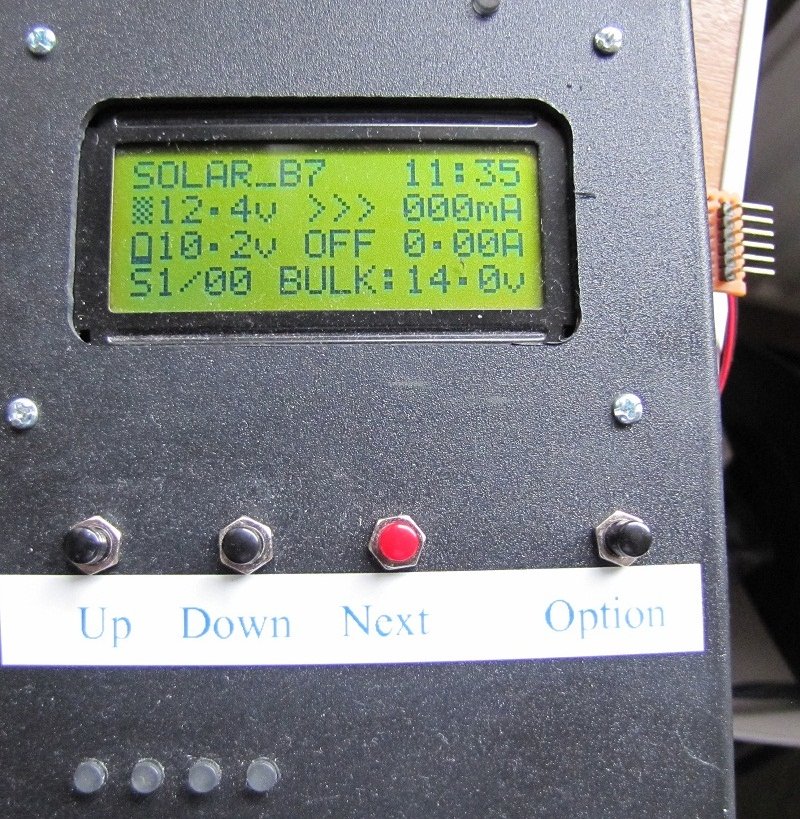 SOLAR_B7 11:35
12.4v >>> 000mA
10.2v OFF 0.00A
S1/00 BULK:14.0v
Up Down Next Option